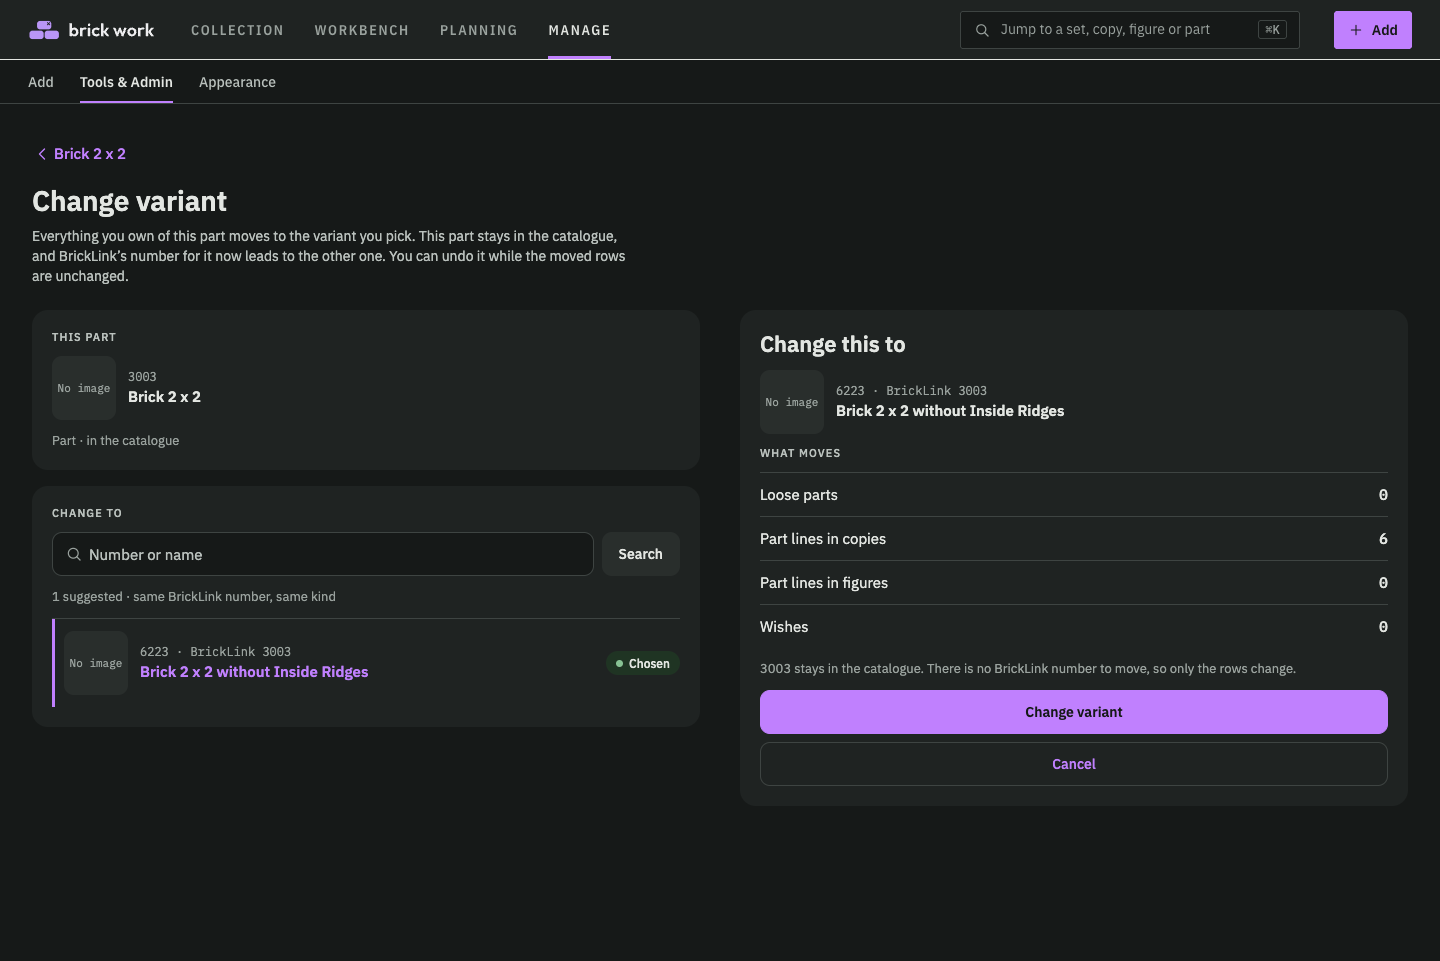 brick work
COLLECTION
WORKBENCH
PLANNING
MANAGE
Jump to a set, copy, figure or part
⌘K
+ Add
Add
Tools & Admin
Appearance
Brick 2 x 2
Change variant
Everything you own of this part moves to the variant you pick. This part stays in the catalogue,
and BrickLink’s number for it now leads to the other one. You can undo it while the moved rows
are unchanged.
THIS PART
No image
3003
Brick 2 x 2
Part · in the catalogue
CHANGE TO
Number or name
Search
1 suggested · same BrickLink number, same kind
No image
6223 · BrickLink 3003
Brick 2 x 2 without Inside Ridges
Chosen
Change this to
No image
6223 · BrickLink 3003
Brick 2 x 2 without Inside Ridges
WHAT MOVES
Loose parts 0
Part lines in copies 6
Part lines in figures 0
Wishes 0
3003 stays in the catalogue. There is no BrickLink number to move, so only the rows change.
Change variant
Cancel